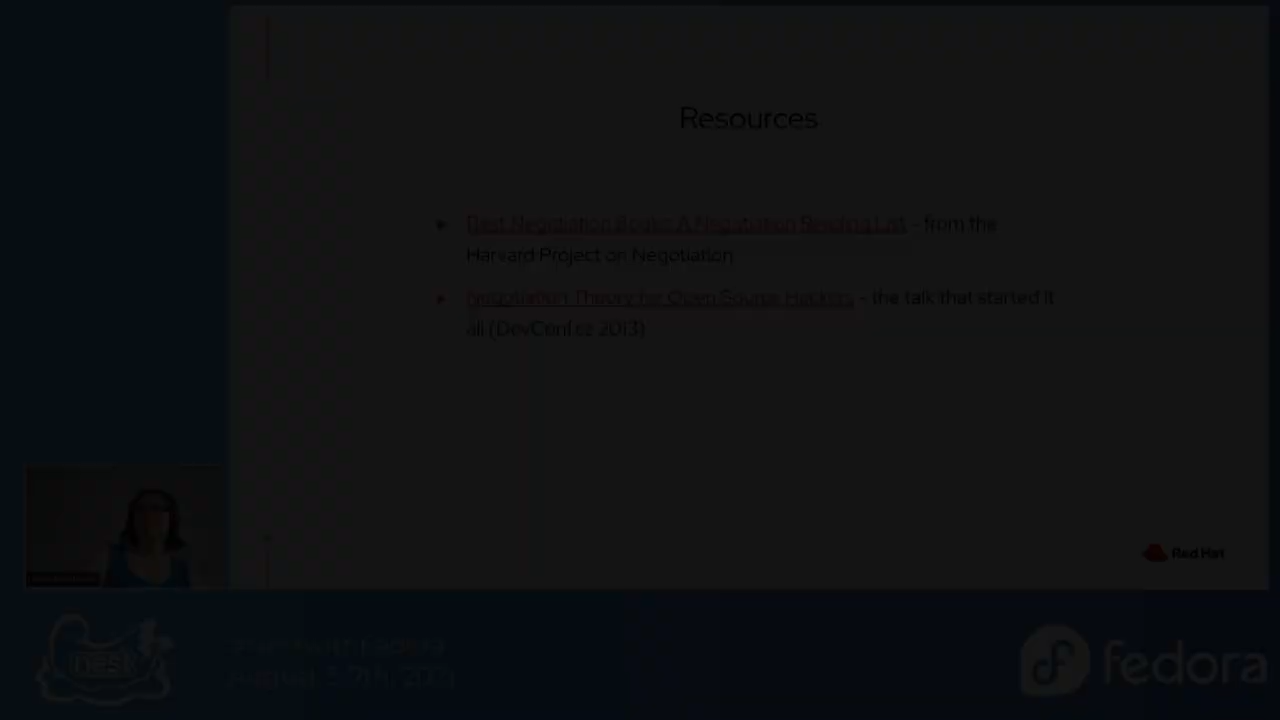 Resources
Best Negotiation Books: A Negotiation Reading List - from the
Harvard Project on Negotiation
Negotiation Theory for Open Source Hackers - the talk that started it
all (DevConf.cz 2013)
Red Hat
nest
fedora